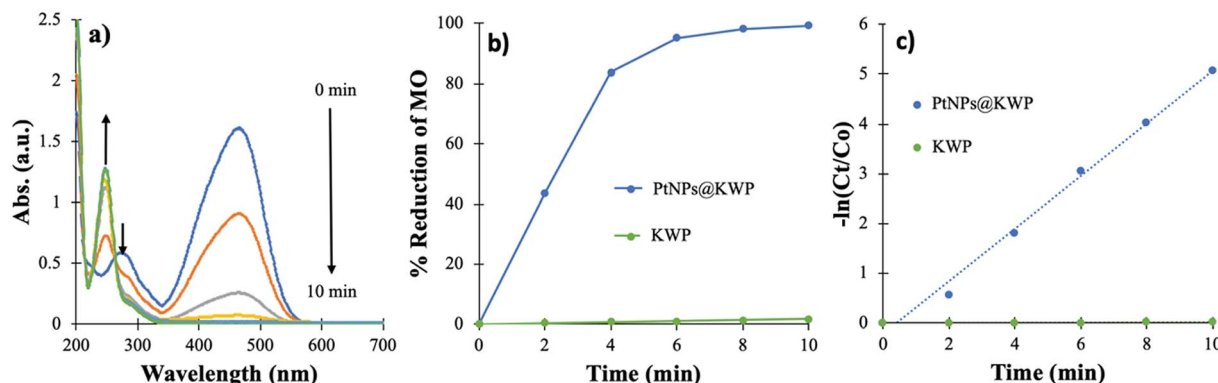 a)
Abs. (a.u.)
2.5
2
1.5
1
0.5
0
200 300 400 500 600 700
Wavelength (nm)
0 min
10 min
b)
% Reduction of MO
100
80
60
40
20
0
0 2 4 6 8 10
Time (min)
PtNPs@KWP
KWP
c)
-ln(Ct/Co)
6
5
4
3
2
1
0
0 2 4 6 8 10
Time (min)
PtNPs@KWP
KWP